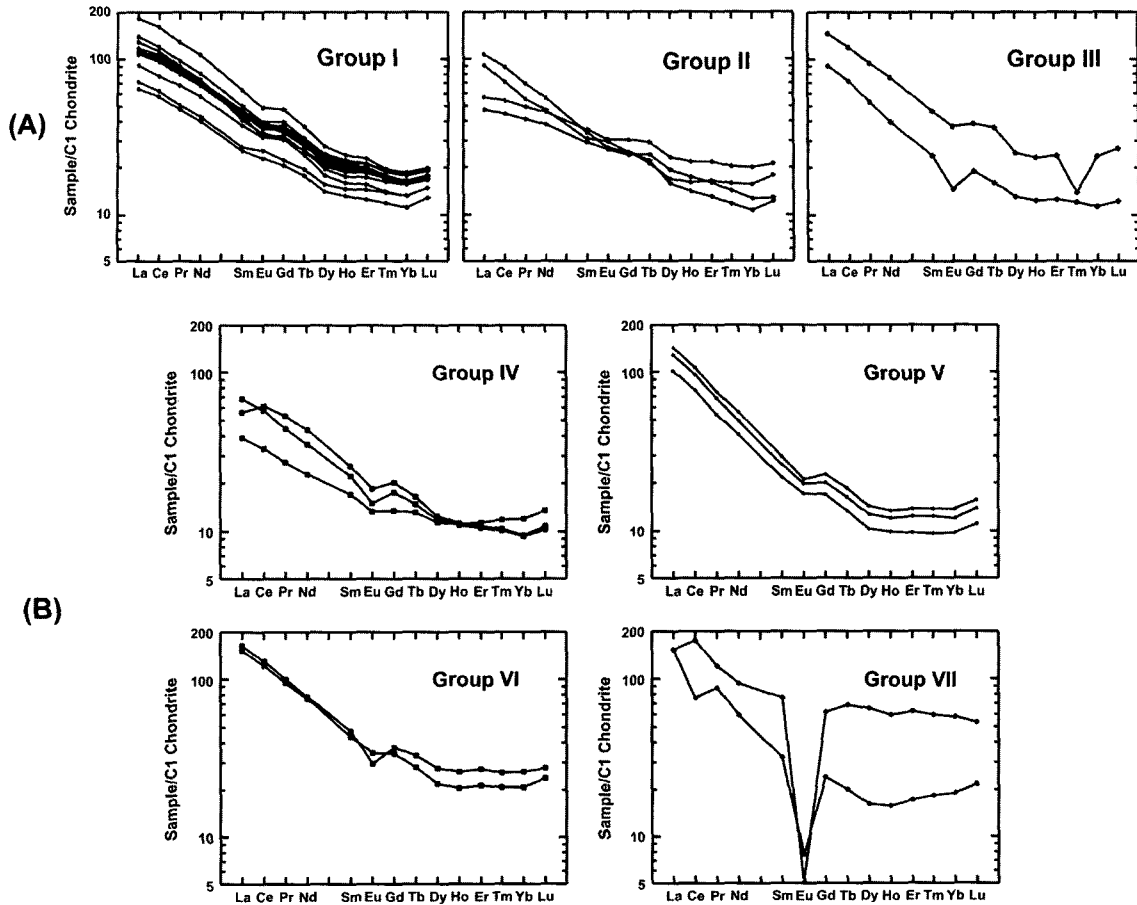 (A)
Sample/C1 Chondrite
200
100
10
5
Group I
La Ce Pr Nd Sm Eu Gd Tb Dy Ho Er Tm Yb Lu
Group II
La Ce Pr Nd Sm Eu Gd Tb Dy Ho Er Tm Yb Lu
Group III
La Ce Pr Nd Sm Eu Gd Tb Dy Ho Er Tm Yb Lu
(B)
Sample/C1 Chondrite
200
100
10
5
Group IV
La Ce Pr Nd Sm Eu Gd Tb Dy Ho Er Tm Yb Lu
Sample/C1 Chondrite
200
100
10
5
Group V
La Ce Pr Nd Sm Eu Gd Tb Dy Ho Er Tm Yb Lu
Sample/C1 Chondrite
200
100
10
5
Group VI
La Ce Pr Nd Sm Eu Gd Tb Dy Ho Er Tm Yb Lu
Sample/C1 Chondrite
200
100
10
5
Group VII
La Ce Pr Nd Sm Eu Gd Tb Dy Ho Er Tm Yb Lu